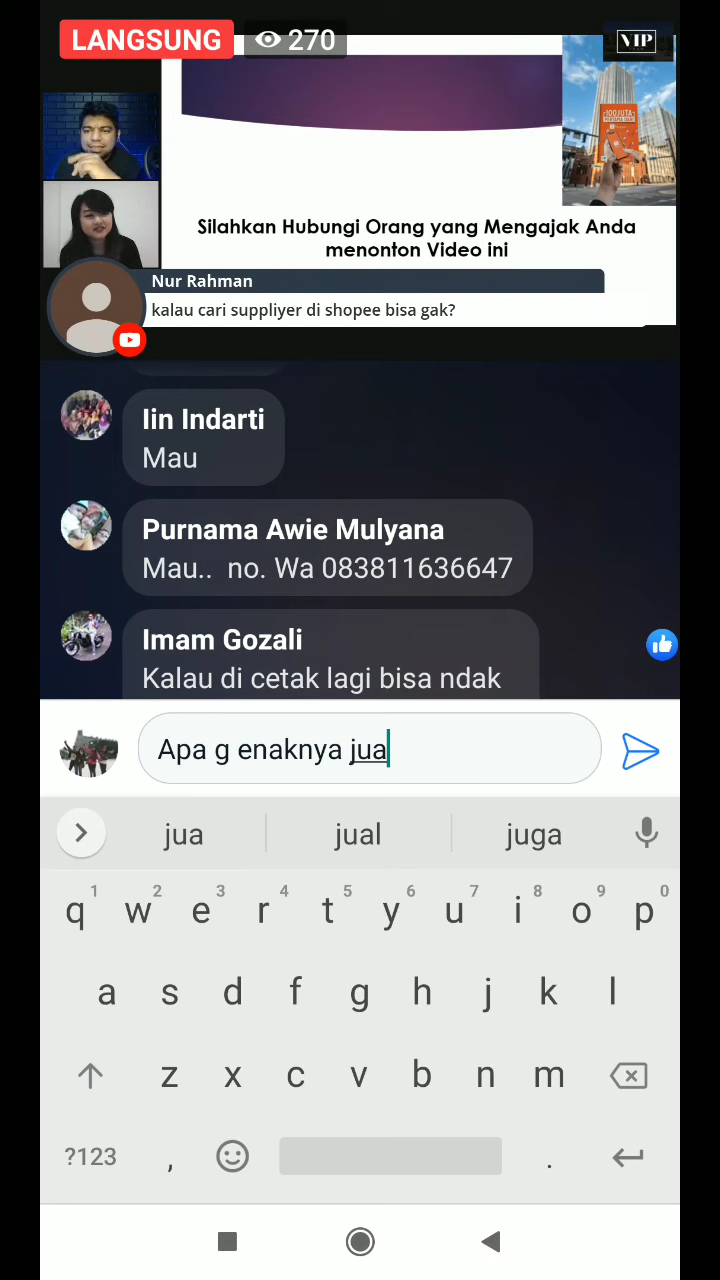 LANGSUNG 270
VIP
100JUTA
Silahkan Hubungi Orang yang Mengajak Anda
menonton Video ini
Nur Rahman
kalau cari suppliyer di shopee bisa gak?
Iin Indarti
Mau
Purnama Awie Mulyana
Mau.. no. Wa 083811636647
Imam Gozali
Kalau di cetak lagi bisa ndak
Apa g enaknya jua
jua jual juga
1 2 3 4 5 6 7 8 9 0
q w e r t y u i o p
a s d f g h j k l
z x c v b n m
?123 , .